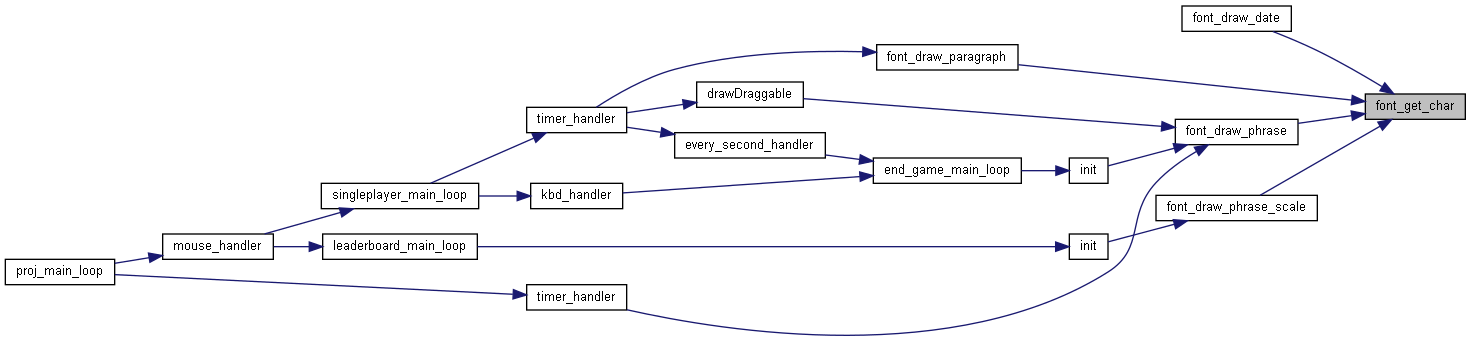 font_draw_date
font_draw_paragraph
drawDraggable
font_get_char
timer_handler
font_draw_phrase
every_second_handler
end_game_main_loop
init
singleplayer_main_loop
kbd_handler
font_draw_phrase_scale
mouse_handler
leaderboard_main_loop
init
proj_main_loop
timer_handler